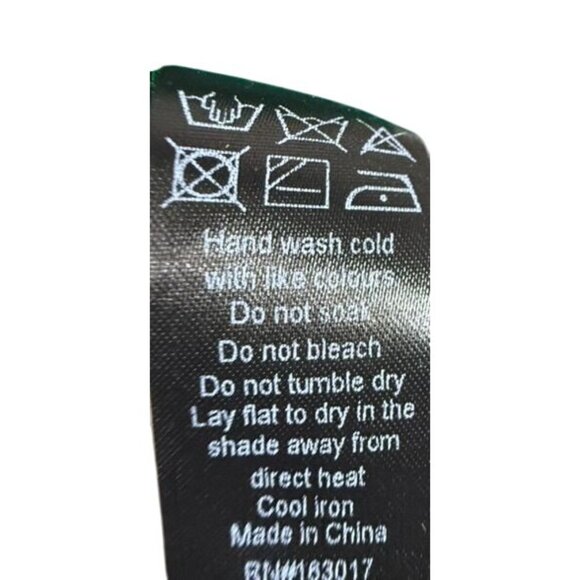 Hand wash cold
with like colours
Do not soak
Do not bleach
Do not tumble dry
Lay flat to dry in the
shade away from
direct heat
Cool iron
Made in China
RN#163017